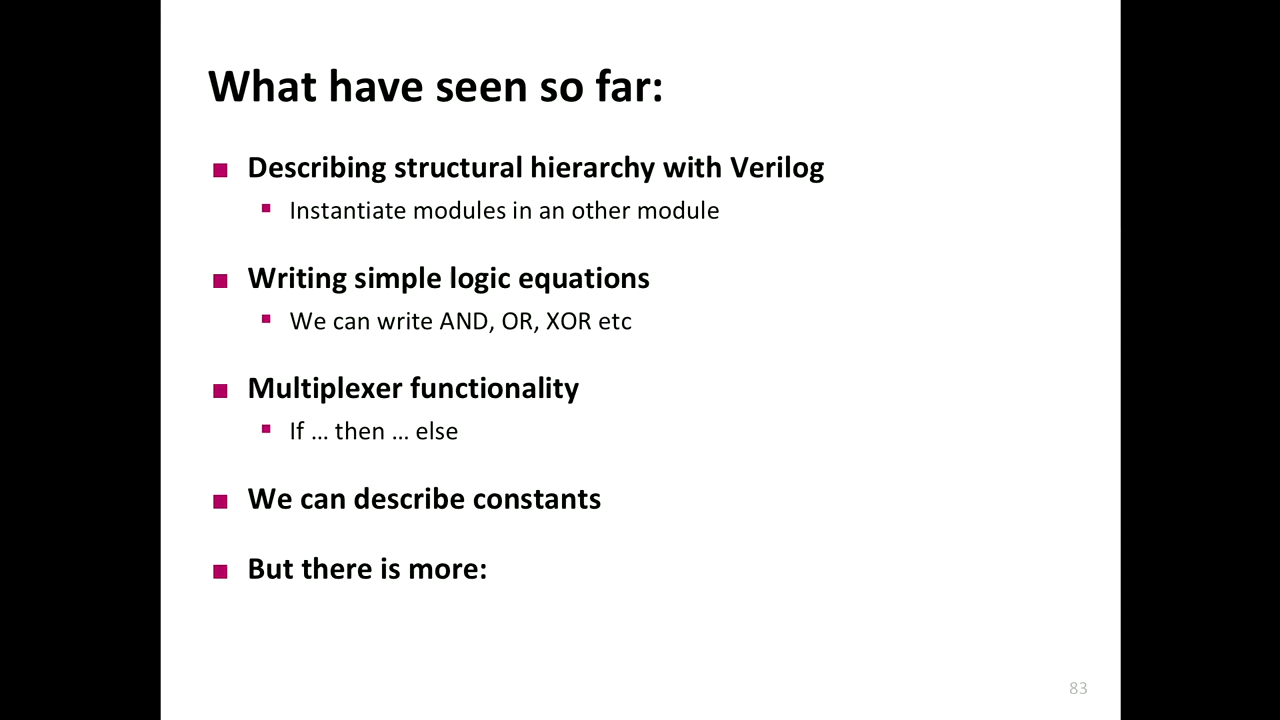 What have seen so far:
Describing structural hierarchy with Verilog
Instantiate modules in an other module
Writing simple logic equations
We can write AND, OR, XOR etc
Multiplexer functionality
If … then … else
We can describe constants
But there is more:
83